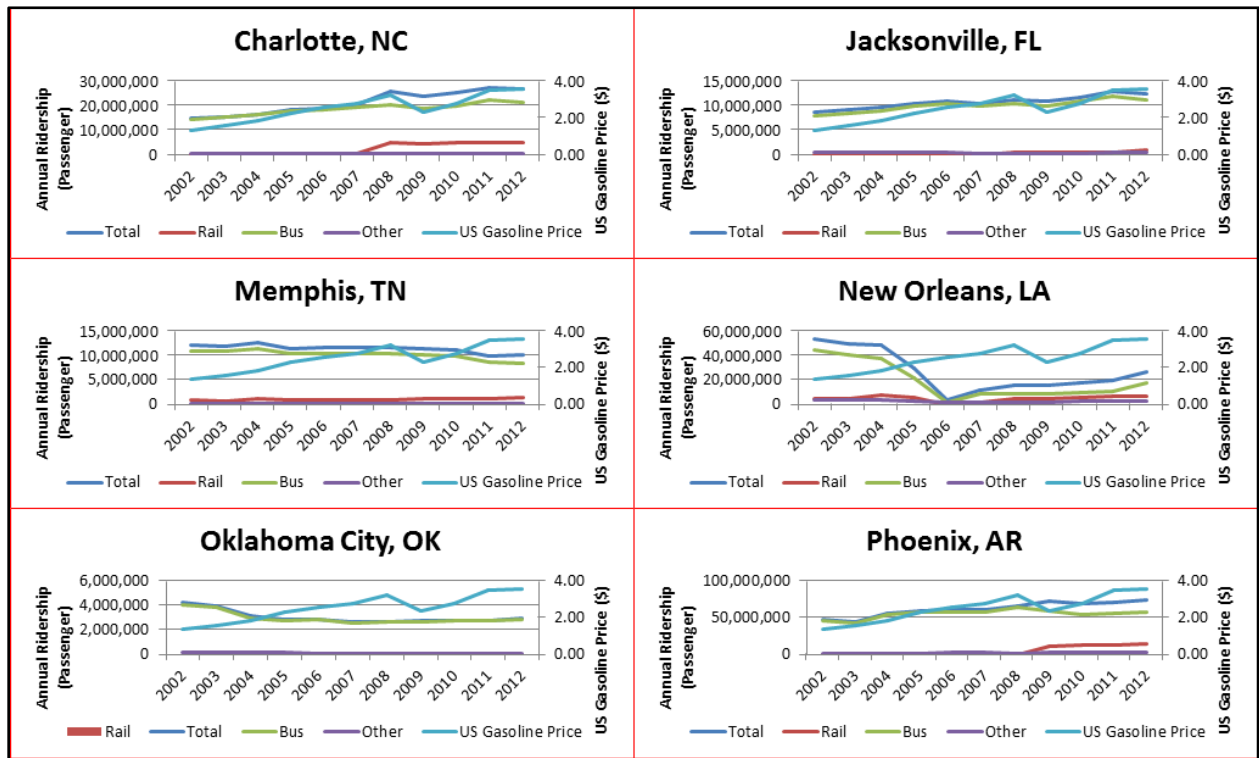 Charlotte, NC
Annual Ridership
(Passenger)
30,000,000
20,000,000
10,000,000
0
4.00
2.00
0.00
US Gasoline Price ($)
2002 2003 2004 2005 2006 2007 2008 2009 2010 2011 2012
Total Rail Bus Other US Gasoline Price
Jacksonville, FL
Annual Ridership
(Passenger)
15,000,000
10,000,000
5,000,000
0
4.00
2.00
0.00
US Gasoline Price ($)
2002 2003 2004 2005 2006 2007 2008 2009 2010 2011 2012
Total Rail Bus Other US Gasoline Price
Memphis, TN
Annual Ridership
(Passenger)
15,000,000
10,000,000
5,000,000
0
4.00
2.00
0.00
US Gasoline Price ($)
2002 2003 2004 2005 2006 2007 2008 2009 2010 2011 2012
Total Rail Bus Other US Gasoline Price
New Orleans, LA
Annual Ridership
(Passenger)
60,000,000
40,000,000
20,000,000
0
4.00
2.00
0.00
US Gasoline Price ($)
2002 2003 2004 2005 2006 2007 2008 2009 2010 2011 2012
Total Rail Bus Other US Gasoline Price
Oklahoma City, OK
Annual Ridership
(Passenger)
6,000,000
4,000,000
2,000,000
0
4.00
2.00
0.00
US Gasoline Price ($)
2002 2003 2004 2005 2006 2007 2008 2009 2010 2011 2012
Rail Total Bus Other US Gasoline Price
Phoenix, AR
Annual Ridership
(Passenger)
100,000,000
50,000,000
0
4.00
2.00
0.00
US Gasoline Price ($)
2002 2003 2004 2005 2006 2007 2008 2009 2010 2011 2012
Total Rail Bus Other US Gasoline Price